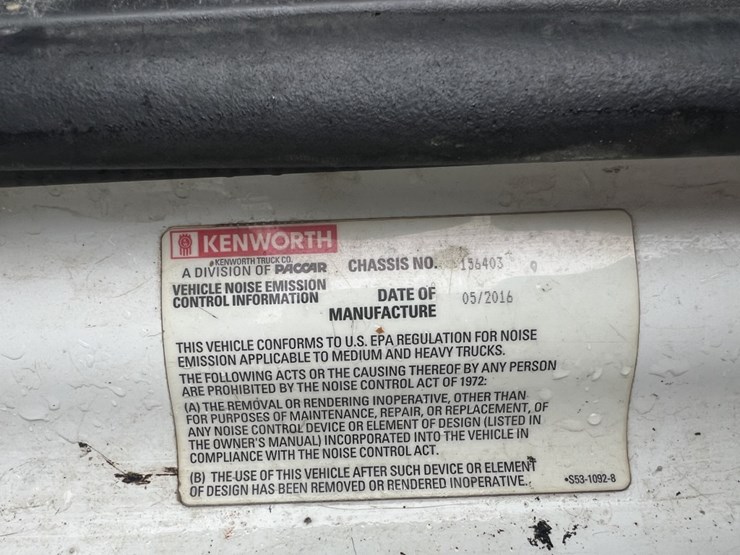 KENWORTH
KENWORTH TRUCK CO.
A DIVISION OF PACCAR
CHASSIS NO. 156403 9
VEHICLE NOISE EMISSION
CONTROL INFORMATION
DATE OF
MANUFACTURE
05/2016
THIS VEHICLE CONFORMS TO U.S. EPA REGULATION FOR NOISE
EMISSION APPLICABLE TO MEDIUM AND HEAVY TRUCKS.
THE FOLLOWING ACTS OR THE CAUSING THEREOF BY ANY PERSON
ARE PROHIBITED BY THE NOISE CONTROL ACT OF 1972:
(A) THE REMOVAL OR RENDERING INOPERATIVE, OTHER THAN
FOR PURPOSES OF MAINTENANCE, REPAIR, OR REPLACEMENT, OF
ANY NOISE CONTROL DEVICE OR ELEMENT OF DESIGN (LISTED IN
THE OWNER'S MANUAL) INCORPORATED INTO THE VEHICLE IN
COMPLIANCE WITH THE NOISE CONTROL ACT.
(B) THE USE OF THIS VEHICLE AFTER SUCH DEVICE OR ELEMENT
OF DESIGN HAS BEEN REMOVED OR RENDERED INOPERATIVE.
•S53-1092-8